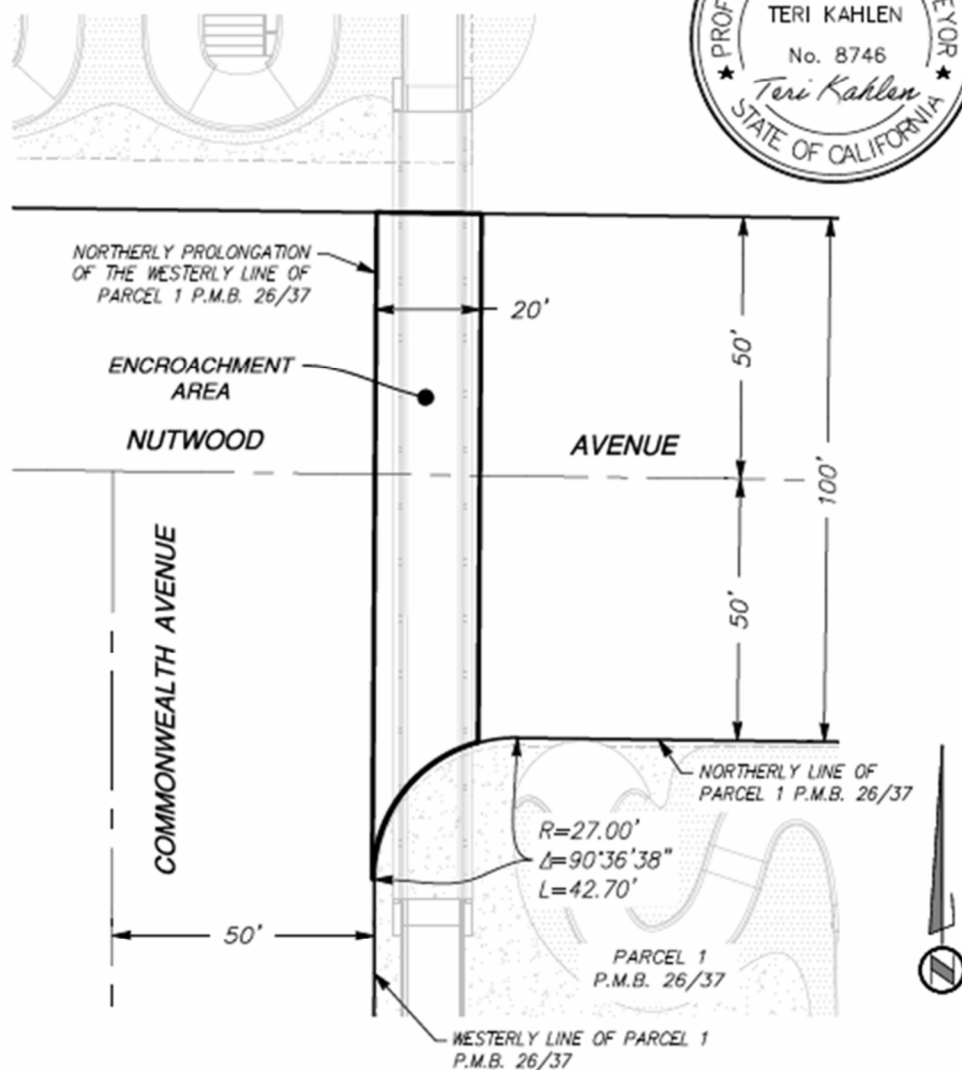 PROF
EYOR
TERI KAHLEN
No. 8746
Teri Kahlen
STATE OF CALIFORNIA
NORTHERLY PROLONGATION
OF THE WESTERLY LINE OF
PARCEL 1 P.M.B. 26/37
20'
ENCROACHMENT
AREA
NUTWOOD
AVENUE
50'
100'
50'
COMMONWEALTH AVENUE
NORTHERLY LINE OF
PARCEL 1 P.M.B. 26/37
R=27.00'
Δ=90°36'38"
L=42.70'
50'
PARCEL 1
P.M.B. 26/37
N
WESTERLY LINE OF PARCEL 1
P.M.B. 26/37